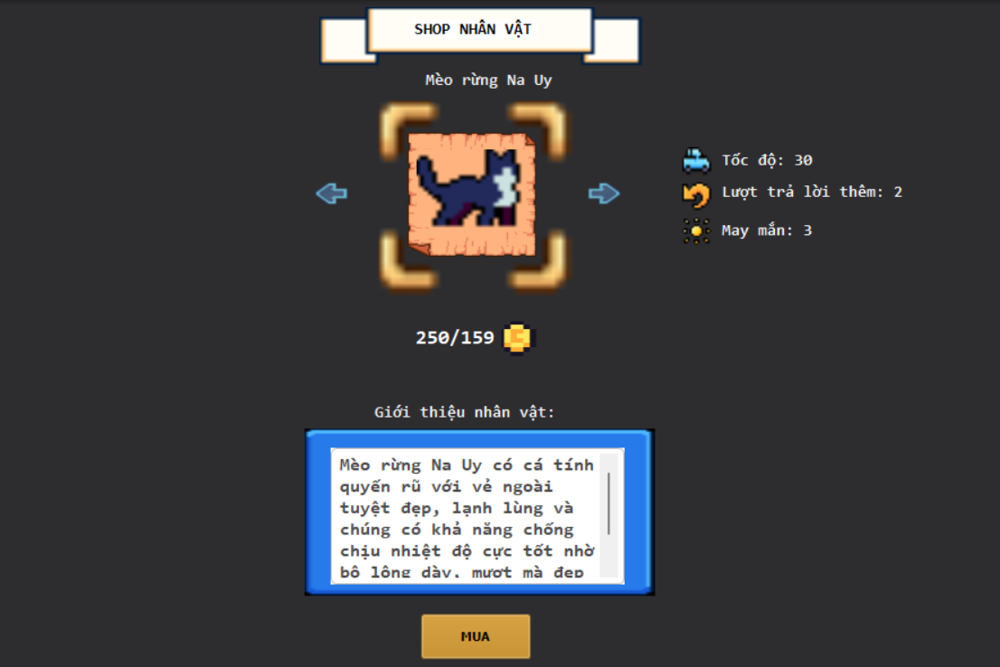 SHOP NHÂN VẬT
Mèo rừng Na Uy
Tốc độ: 30
Lượt trả lời thêm: 2
May mắn: 3
250/159
Giới thiệu nhân vật:
Mèo rừng Na Uy có cá tính
quyến rũ với vẻ ngoài
tuyệt đẹp, lạnh lùng và
chúng có khả năng chống
chịu nhiệt độ cực tốt nhờ
bộ lông dày, mượt mà đẹp
MUA